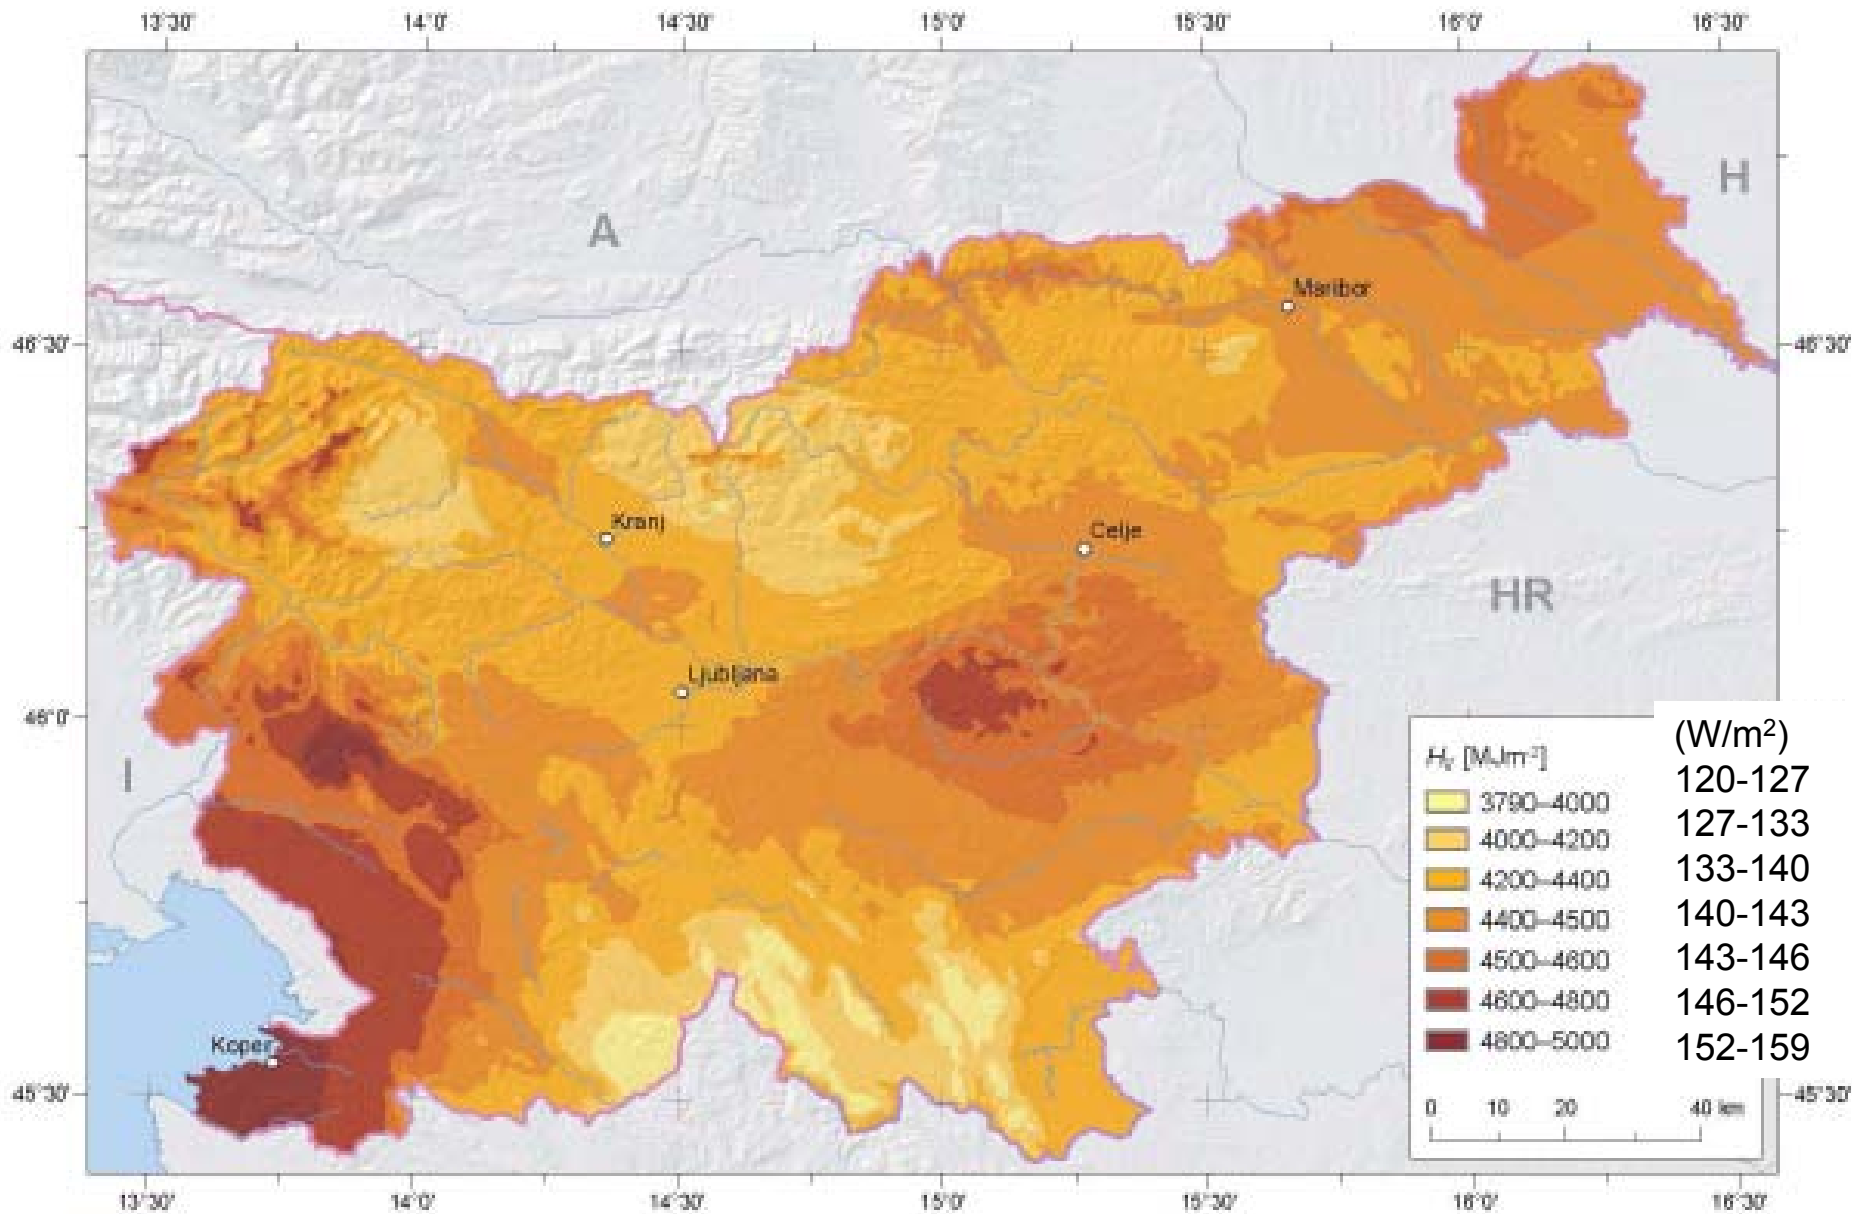 13°30' 14°0' 14°30' 15°0' 15°30' 16°0' 16°30'
A
H
Maribor
46°30' 46°30'
Kranj
Celje
HR
Ljubljana
46°0'
I
(W/m²)
H [MJm⁻²]
120-127
3790–4000
127-133
4000–4200
133-140
4200–4400
140-143
4400–4500
143-146
4500–4600
146-152
4600–4800
152-159
4800–5000
Koper
45°30' 45°30'
0 10 20 40 km
13°30' 14°0' 14°30' 15°0' 15°30' 16°0' 16°30'